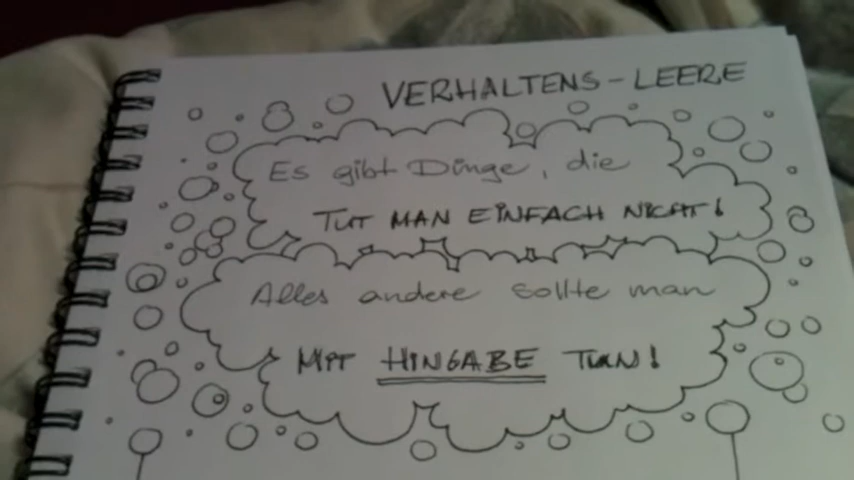 VERHALTENS-LEERE
Es gibt Dinge, die
TUT MAN EINFACH NICHT!
Alles andere sollte man
MIT HINGABE TUN!